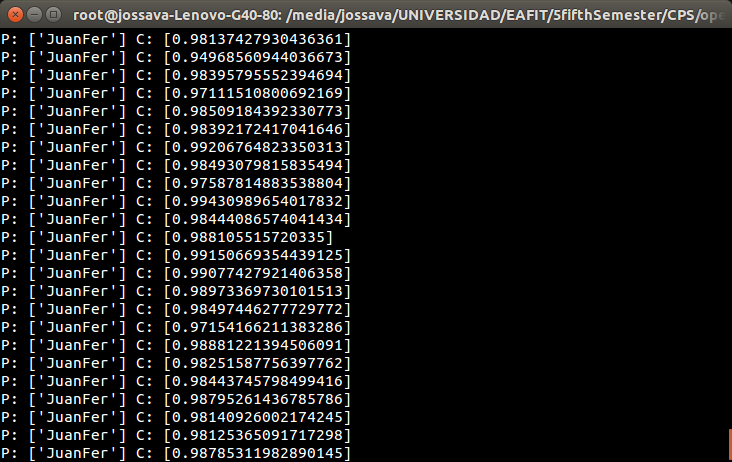 root@jossava-Lenovo-G40-80: /media/jossava/UNIVERSIDAD/EAFIT/5fifthSemester/CPS/ope
P: ['JuanFer'] C: [0.98137427930436361]
P: ['JuanFer'] C: [0.94968560944036673]
P: ['JuanFer'] C: [0.98395795552394694]
P: ['JuanFer'] C: [0.97111510800692169]
P: ['JuanFer'] C: [0.98509184392330773]
P: ['JuanFer'] C: [0.98392172417041646]
P: ['JuanFer'] C: [0.99206764823350313]
P: ['JuanFer'] C: [0.98493079815835494]
P: ['JuanFer'] C: [0.97587814883538804]
P: ['JuanFer'] C: [0.99430989654017832]
P: ['JuanFer'] C: [0.98444086574041434]
P: ['JuanFer'] C: [0.988105515720335]
P: ['JuanFer'] C: [0.99150669354439125]
P: ['JuanFer'] C: [0.99077427921406358]
P: ['JuanFer'] C: [0.98973369730101513]
P: ['JuanFer'] C: [0.98497446277729772]
P: ['JuanFer'] C: [0.97154166211383286]
P: ['JuanFer'] C: [0.98881221394506091]
P: ['JuanFer'] C: [0.98251587756397762]
P: ['JuanFer'] C: [0.98443745798499416]
P: ['JuanFer'] C: [0.98795261436785786]
P: ['JuanFer'] C: [0.98140926002174245]
P: ['JuanFer'] C: [0.98125365091717298]
P: ['JuanFer'] C: [0.98785311982890145]